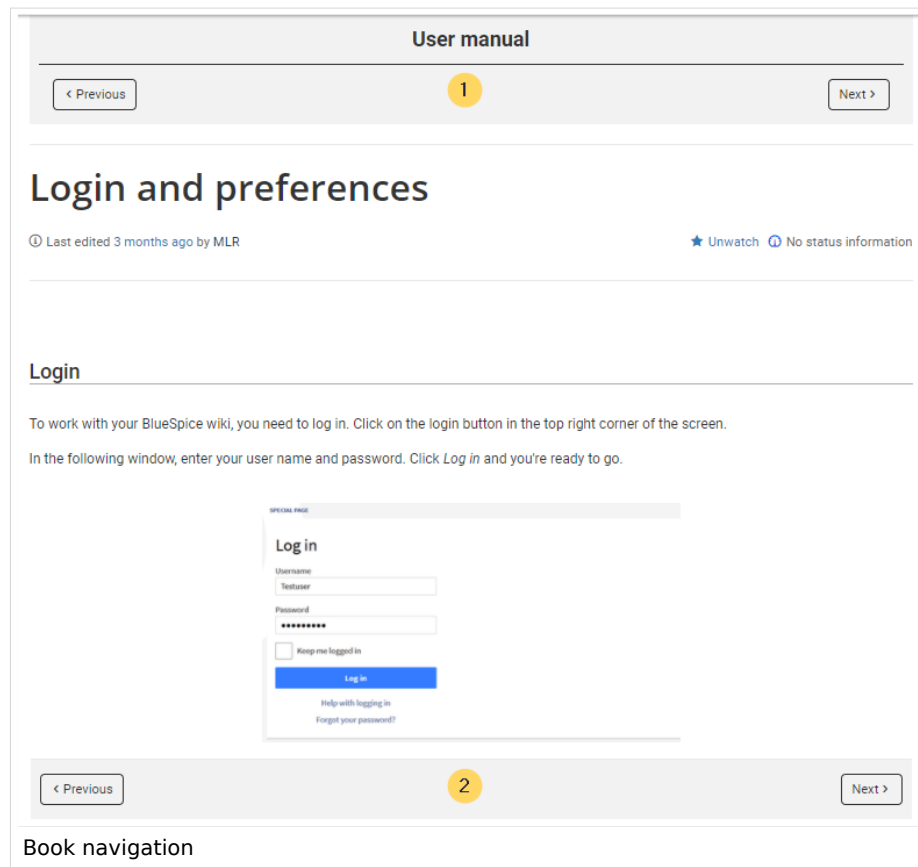 User manual
‹ Previous
1
Next ›
Login and preferences
Last edited 3 months ago by MLR
Unwatch
No status information
Login
To work with your BlueSpice wiki, you need to log in. Click on the login button in the top right corner of the screen.
In the following window, enter your user name and password. Click Log in and you're ready to go.
SPECIAL PAGE
Log in
Username
Testuser
Password
•••••••••
Keep me logged in
Log in
Help with logging in
Forgot your password?
‹ Previous
2
Next ›
Book navigation